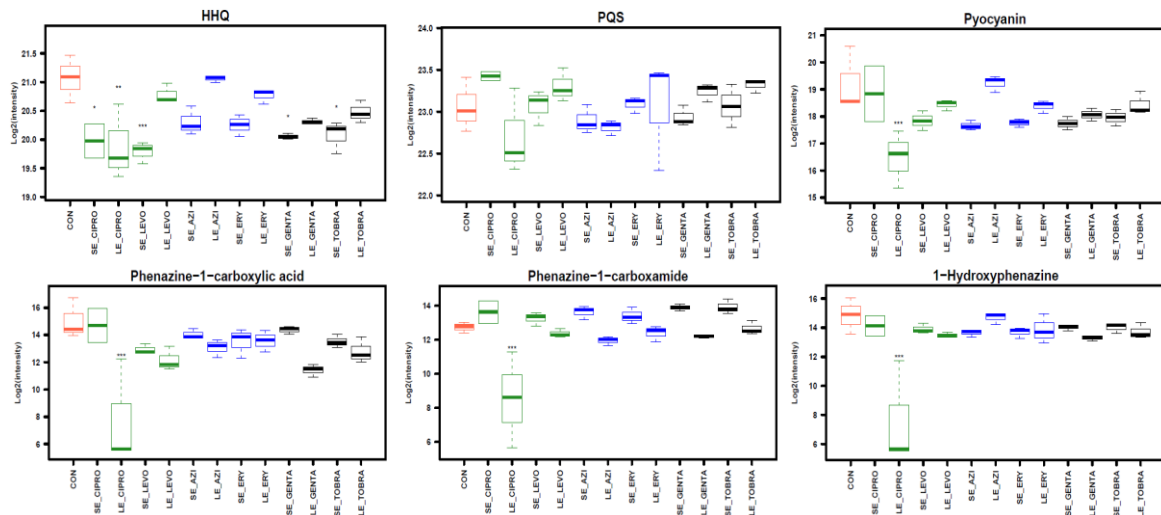 HHQ
Log2(intensity)
21.5
21.0
20.5
20.0
19.5
19.0
*
**
***
*
*
CON
SE_CIPRO
LE_CIPRO
SE_LEVO
LE_LEVO
SE_AZI
LE_AZI
SE_ERY
LE_ERY
SE_GENTA
LE_GENTA
SE_TOBRA
LE_TOBRA
PQS
Log2(intensity)
24.0
23.5
23.0
22.5
22.0
CON
SE_CIPRO
LE_CIPRO
SE_LEVO
LE_LEVO
SE_AZI
LE_AZI
SE_ERY
LE_ERY
SE_GENTA
LE_GENTA
SE_TOBRA
LE_TOBRA
Pyocyanin
Log2(intensity)
21
20
19
18
17
16
15
***
CON
SE_CIPRO
LE_CIPRO
SE_LEVO
LE_LEVO
SE_AZI
LE_AZI
SE_ERY
LE_ERY
SE_GENTA
LE_GENTA
SE_TOBRA
LE_TOBRA
Phenazine−1−carboxylic acid
Log2(intensity)
16
14
12
10
8
6
***
CON
SE_CIPRO
LE_CIPRO
SE_LEVO
LE_LEVO
SE_AZI
LE_AZI
SE_ERY
LE_ERY
SE_GENTA
LE_GENTA
SE_TOBRA
LE_TOBRA
Phenazine−1−carboxamide
Log2(intensity)
14
12
10
8
6
***
CON
SE_CIPRO
LE_CIPRO
SE_LEVO
LE_LEVO
SE_AZI
LE_AZI
SE_ERY
LE_ERY
SE_GENTA
LE_GENTA
SE_TOBRA
LE_TOBRA
1−Hydroxyphenazine
Log2(intensity)
16
14
12
10
8
6
***
CON
SE_CIPRO
LE_CIPRO
SE_LEVO
LE_LEVO
SE_AZI
LE_AZI
SE_ERY
LE_ERY
SE_GENTA
LE_GENTA
SE_TOBRA
LE_TOBRA